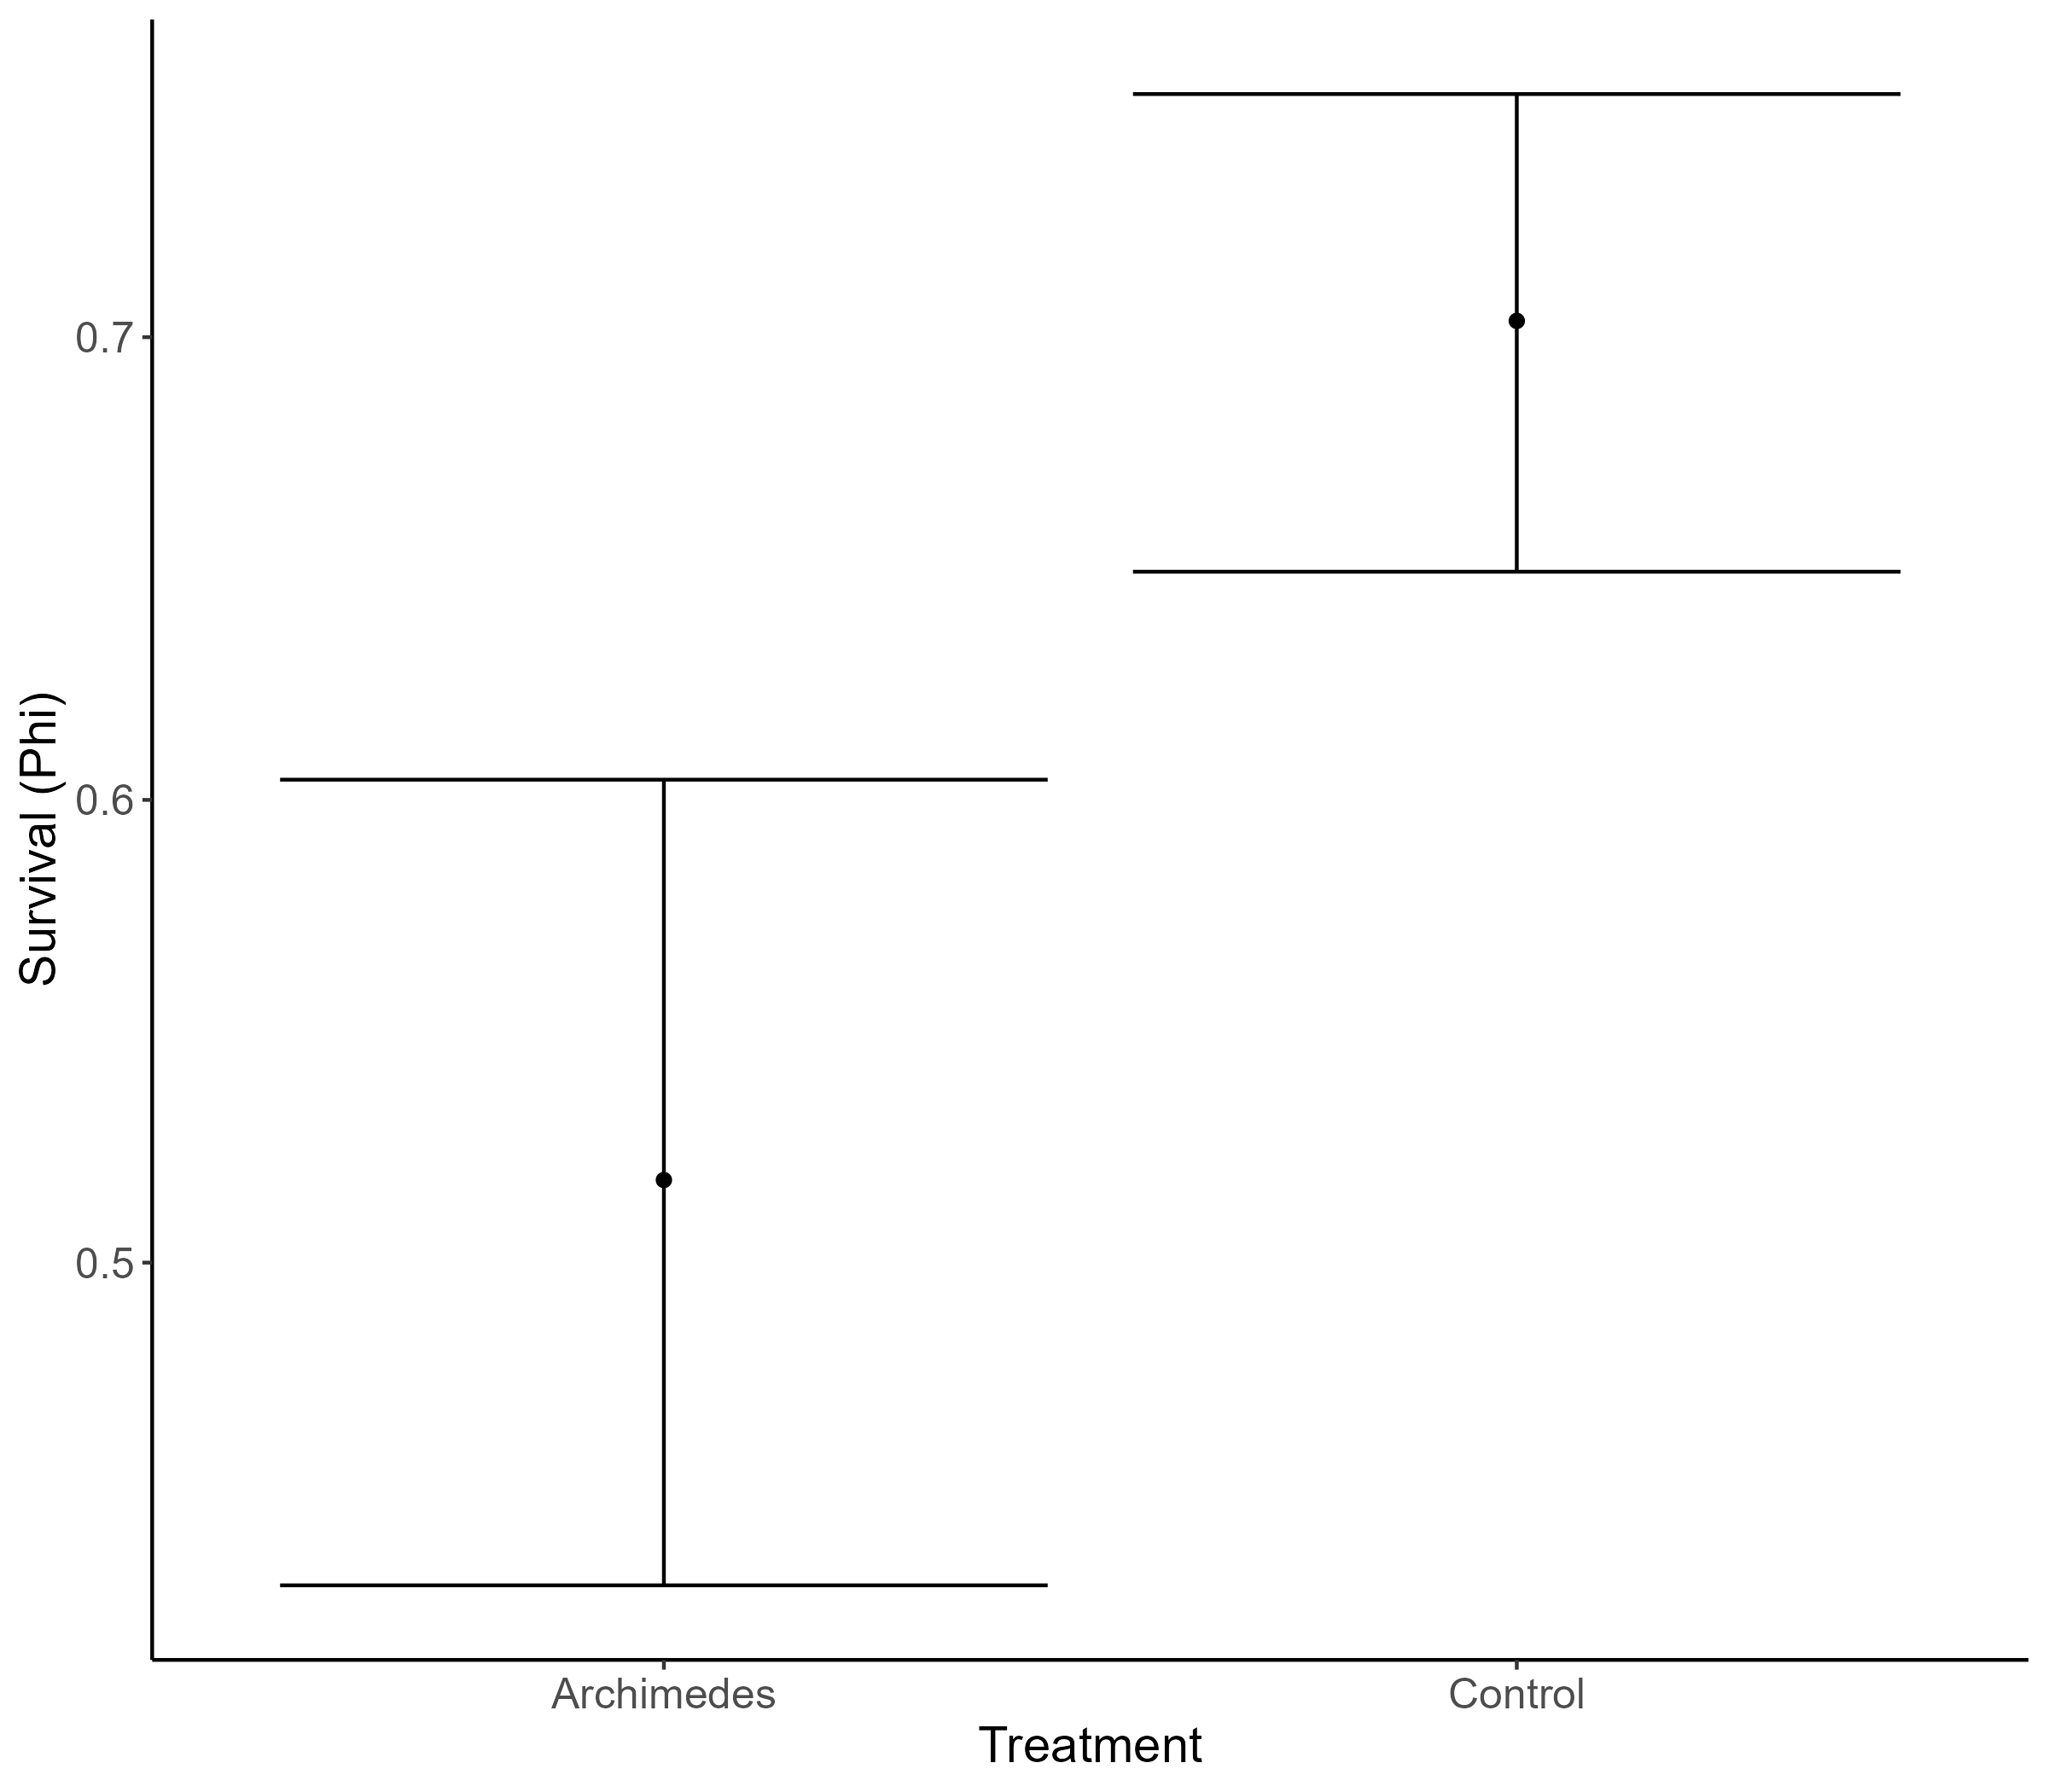 Survival (Phi)
0.7
0.6
0.5
Archimedes
Control
Treatment